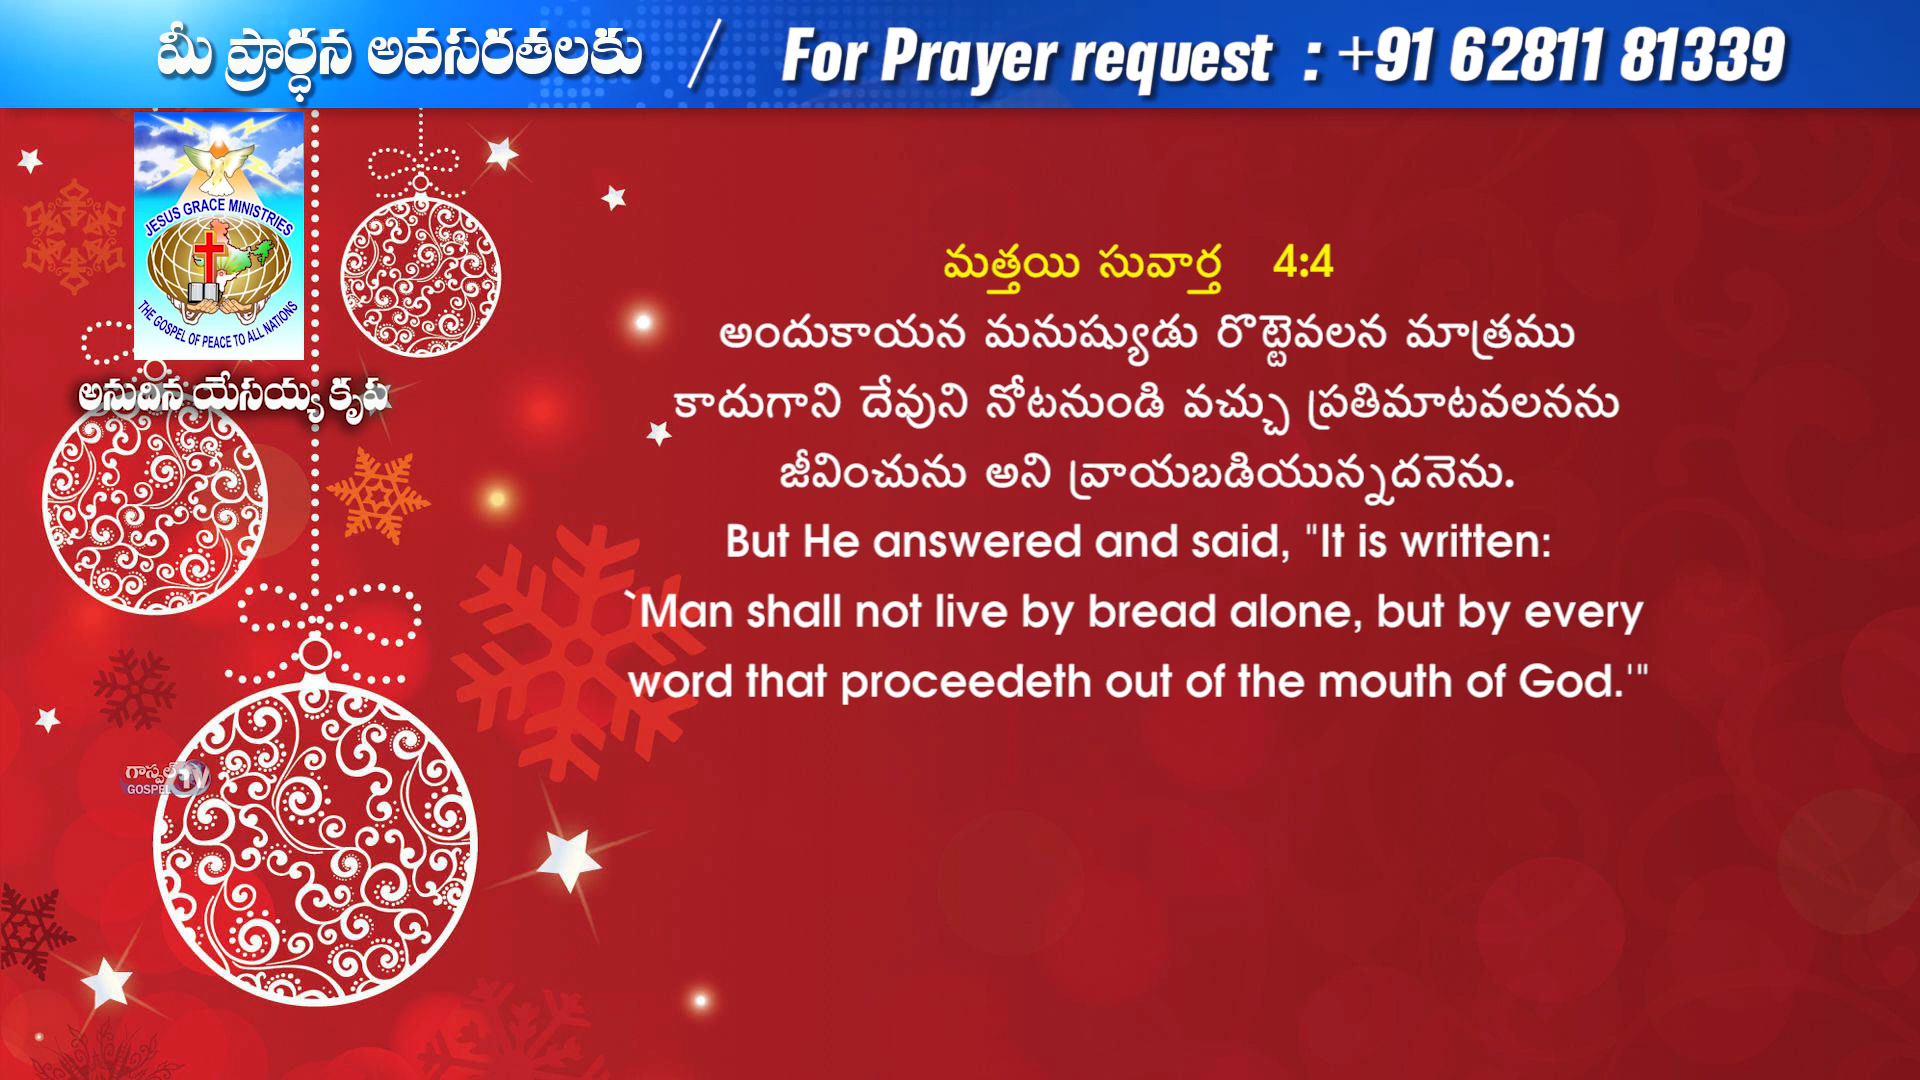 మీ ప్రార్ధన అవసరతలకు / For Prayer request : +91 62811 81339
JESUS GRACE MINISTRIES
THE GOSPEL OF PEACE TO ALL NATIONS
అనుదిన యేసయ్య కృప
మత్తయి సువార్త 4:4
అందుకాయన మనుష్యుడు రొట్టెవలన మాత్రము
కాదుగాని దేవుని నోటనుండి వచ్చు ప్రతిమాటవలనను
జీవించును అని వ్రాయబడియున్నదనెను.
But He answered and said, "It is written:
`Man shall not live by bread alone, but by every
word that proceedeth out of the mouth of God.'"
గాస్పల్ TV
GOSPEL